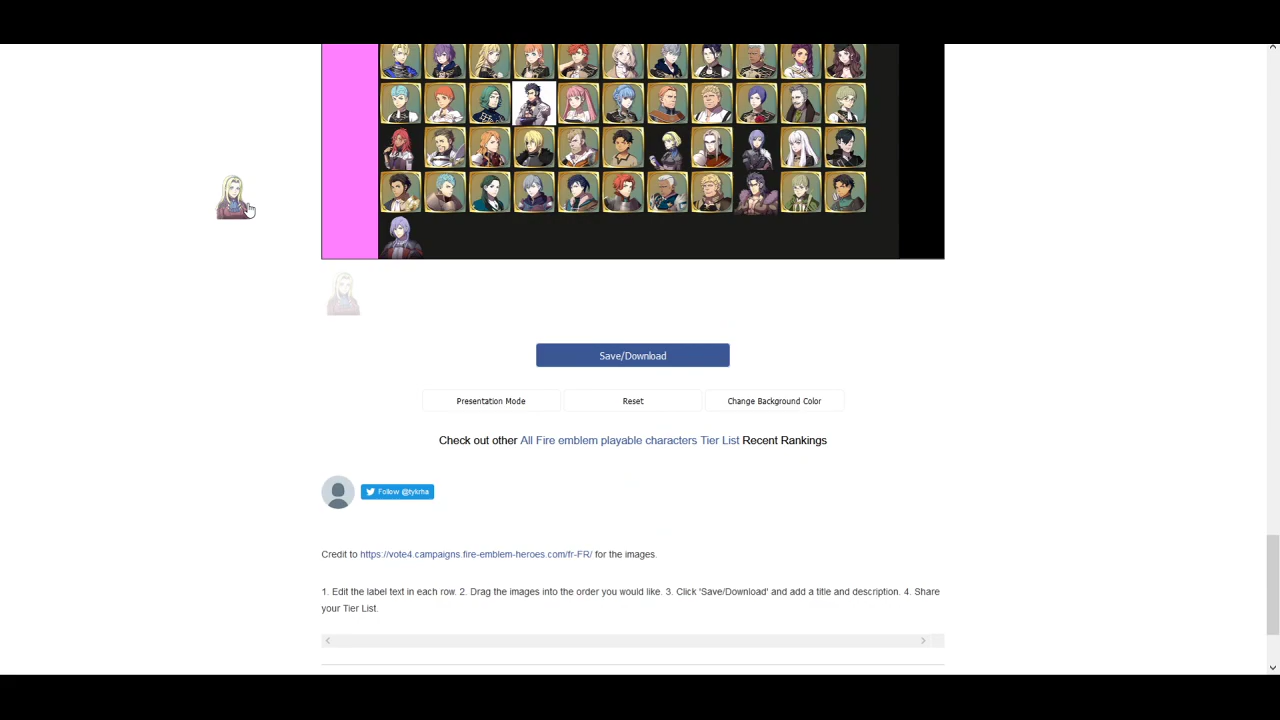 Save/Download
Presentation Mode
Reset
Change Background Color
Check out other All Fire emblem playable characters Tier List Recent Rankings
Follow @tykrha
Credit to https://vote4.campaigns.fire-emblem-heroes.com/fr-FR/ for the images.
1. Edit the label text in each row. 2. Drag the images into the order you would like. 3. Click 'Save/Download' and add a title and description. 4. Share
your Tier List.